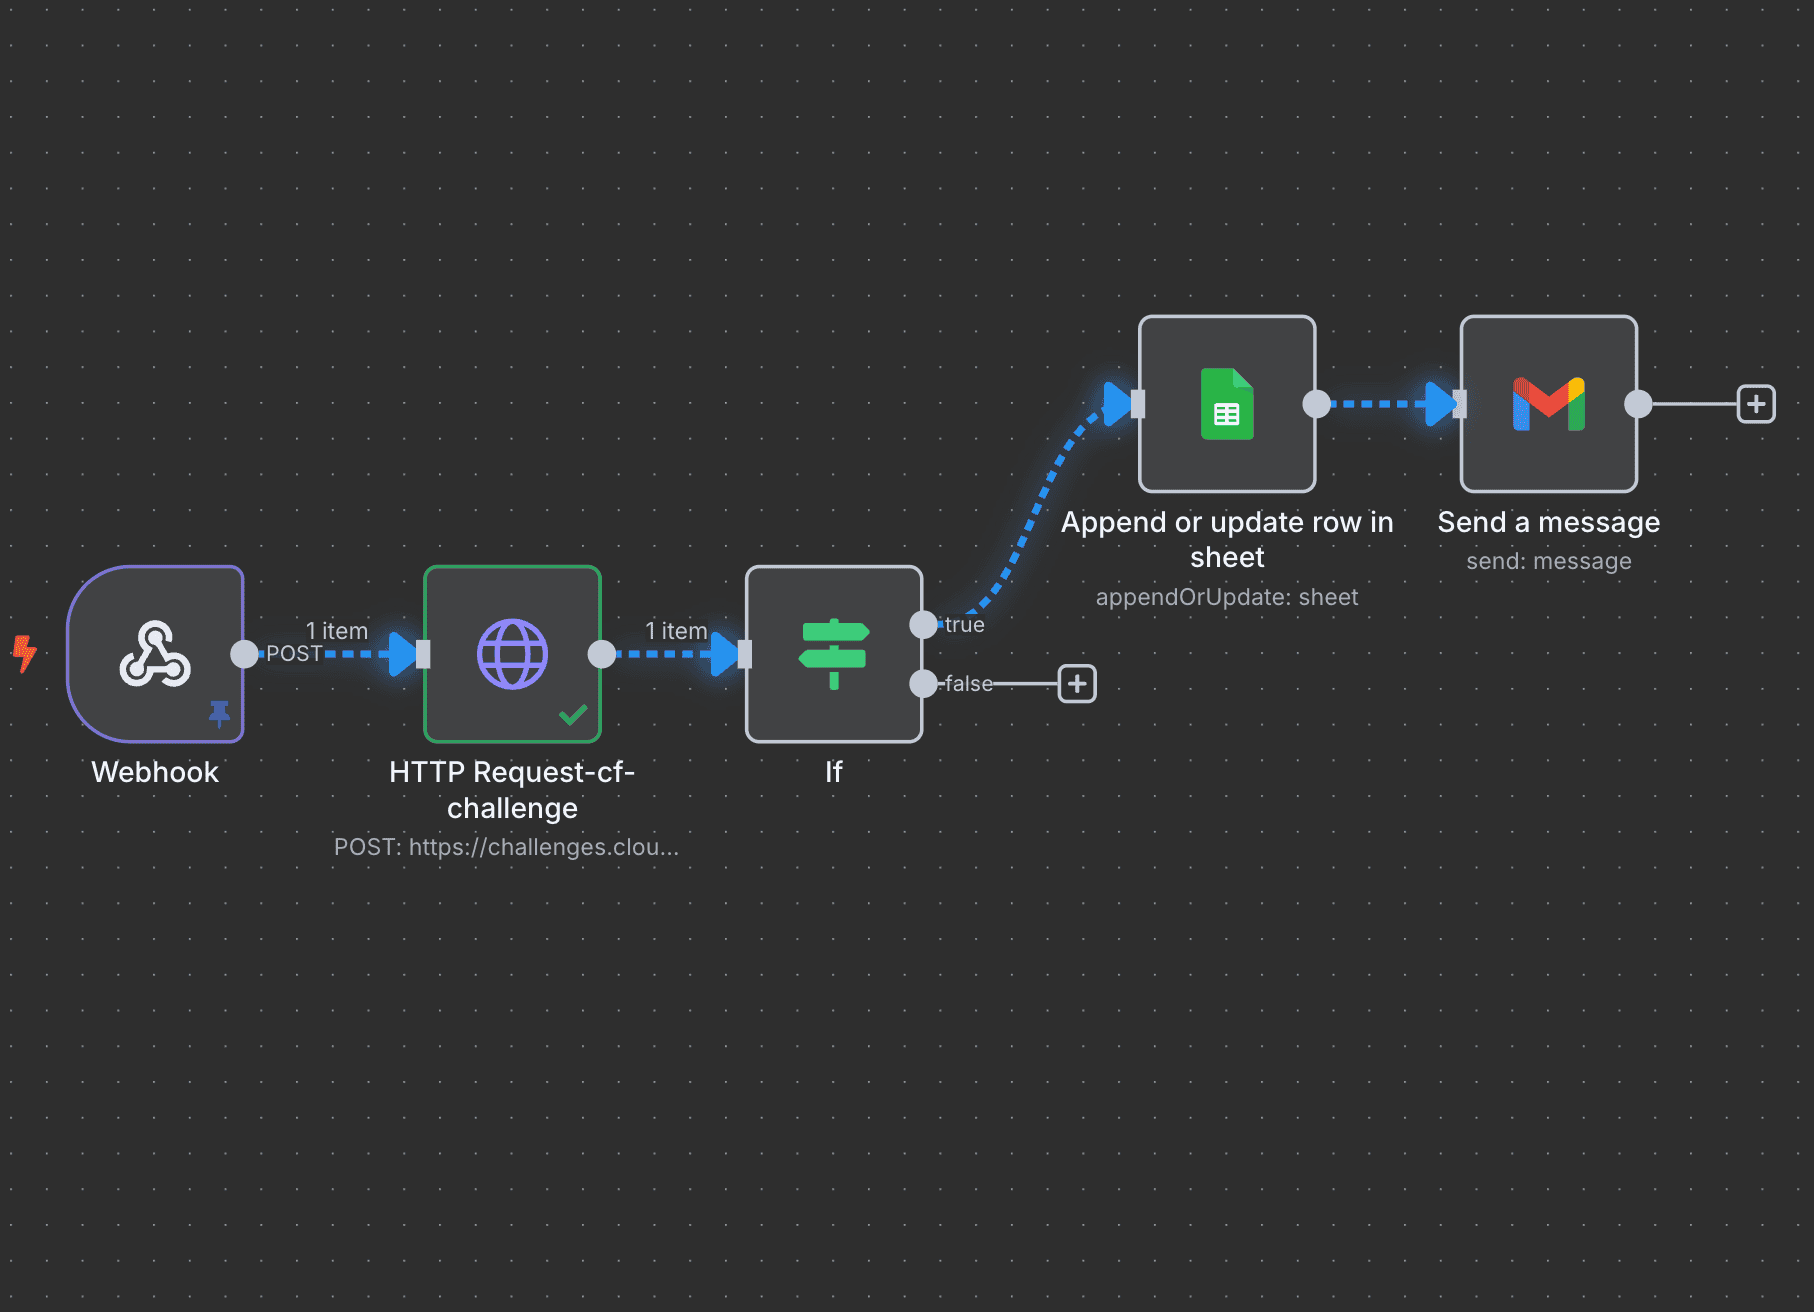 1 item
POST
Webhook
HTTP Request-cf-
challenge
POST: https://challenges.clou...
1 item
If
true
false
Append or update row in
sheet
appendOrUpdate: sheet
Send a message
send: message